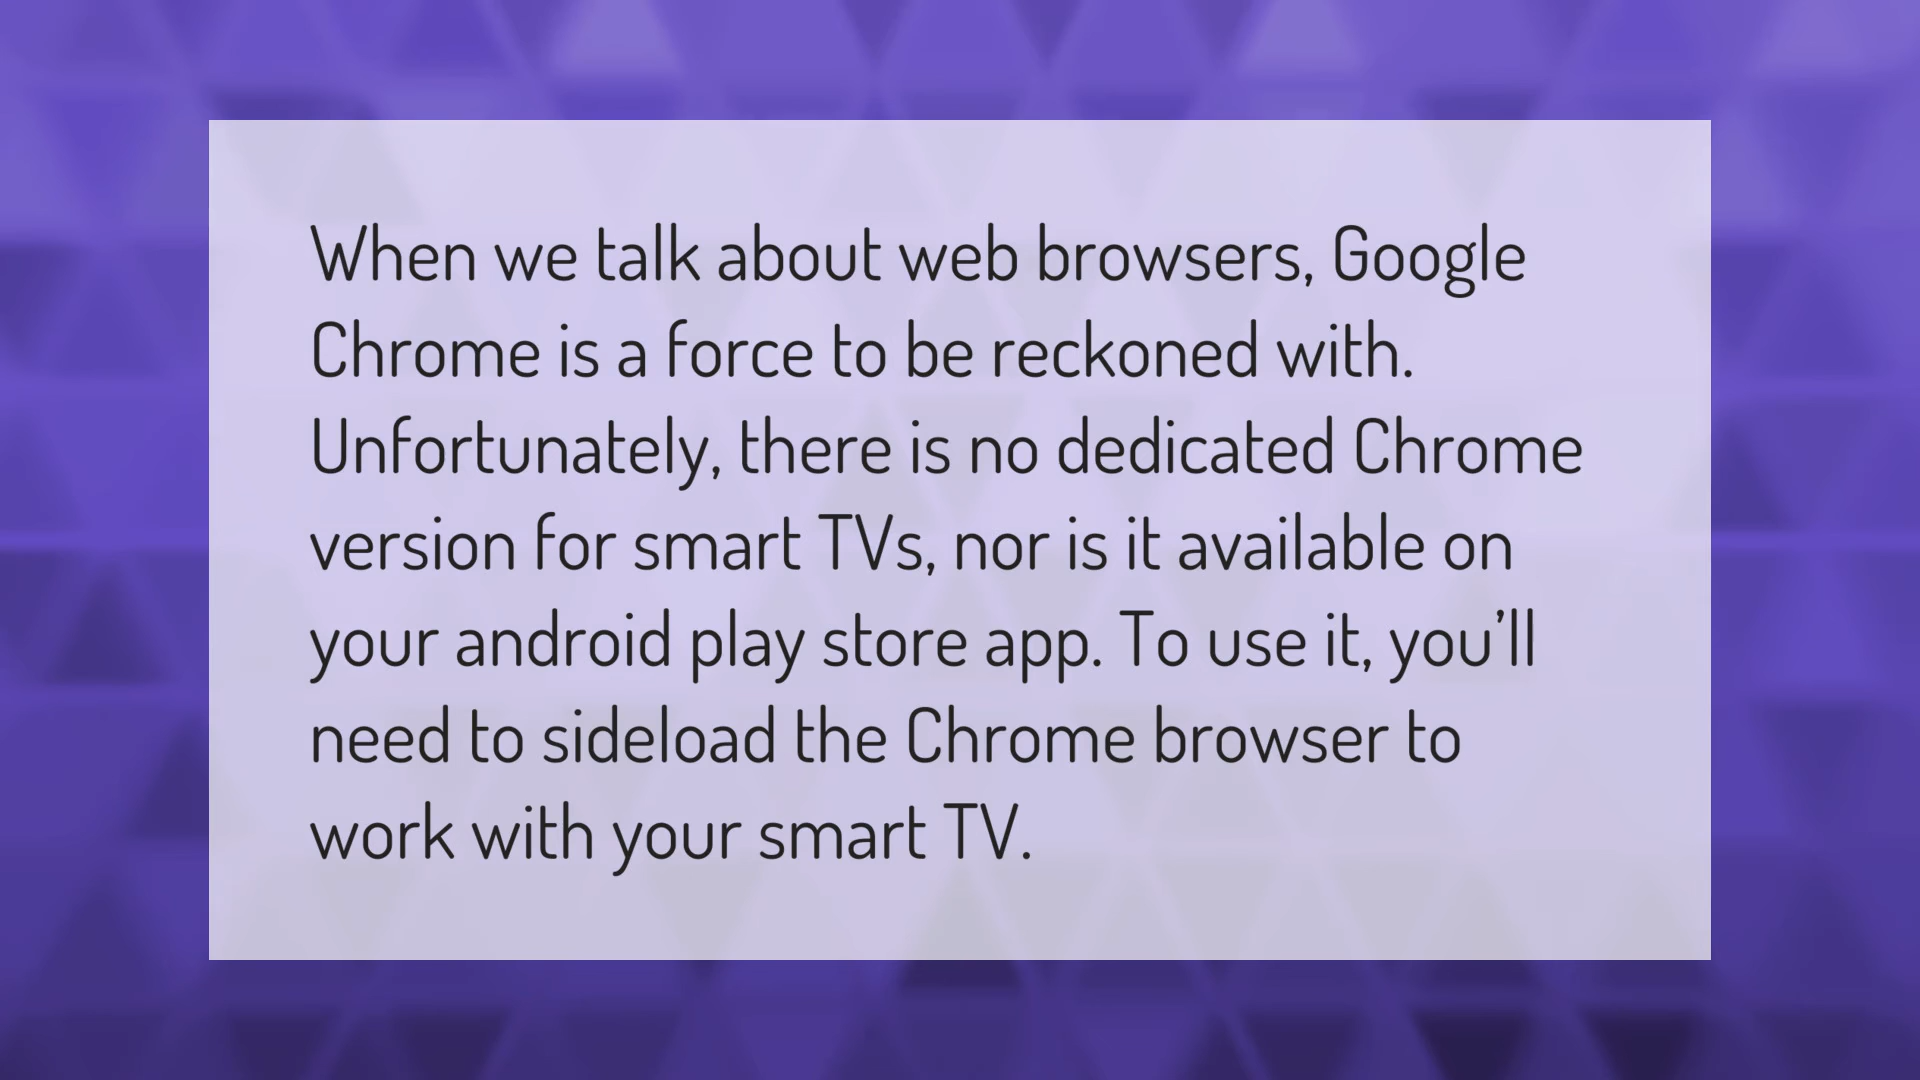 When we talk about web browsers, Google
Chrome is a force to be reckoned with.
Unfortunately, there is no dedicated Chrome
version for smart TVs, nor is it available on
your android play store app. To use it, you’ll
need to sideload the Chrome browser to
work with your smart TV.